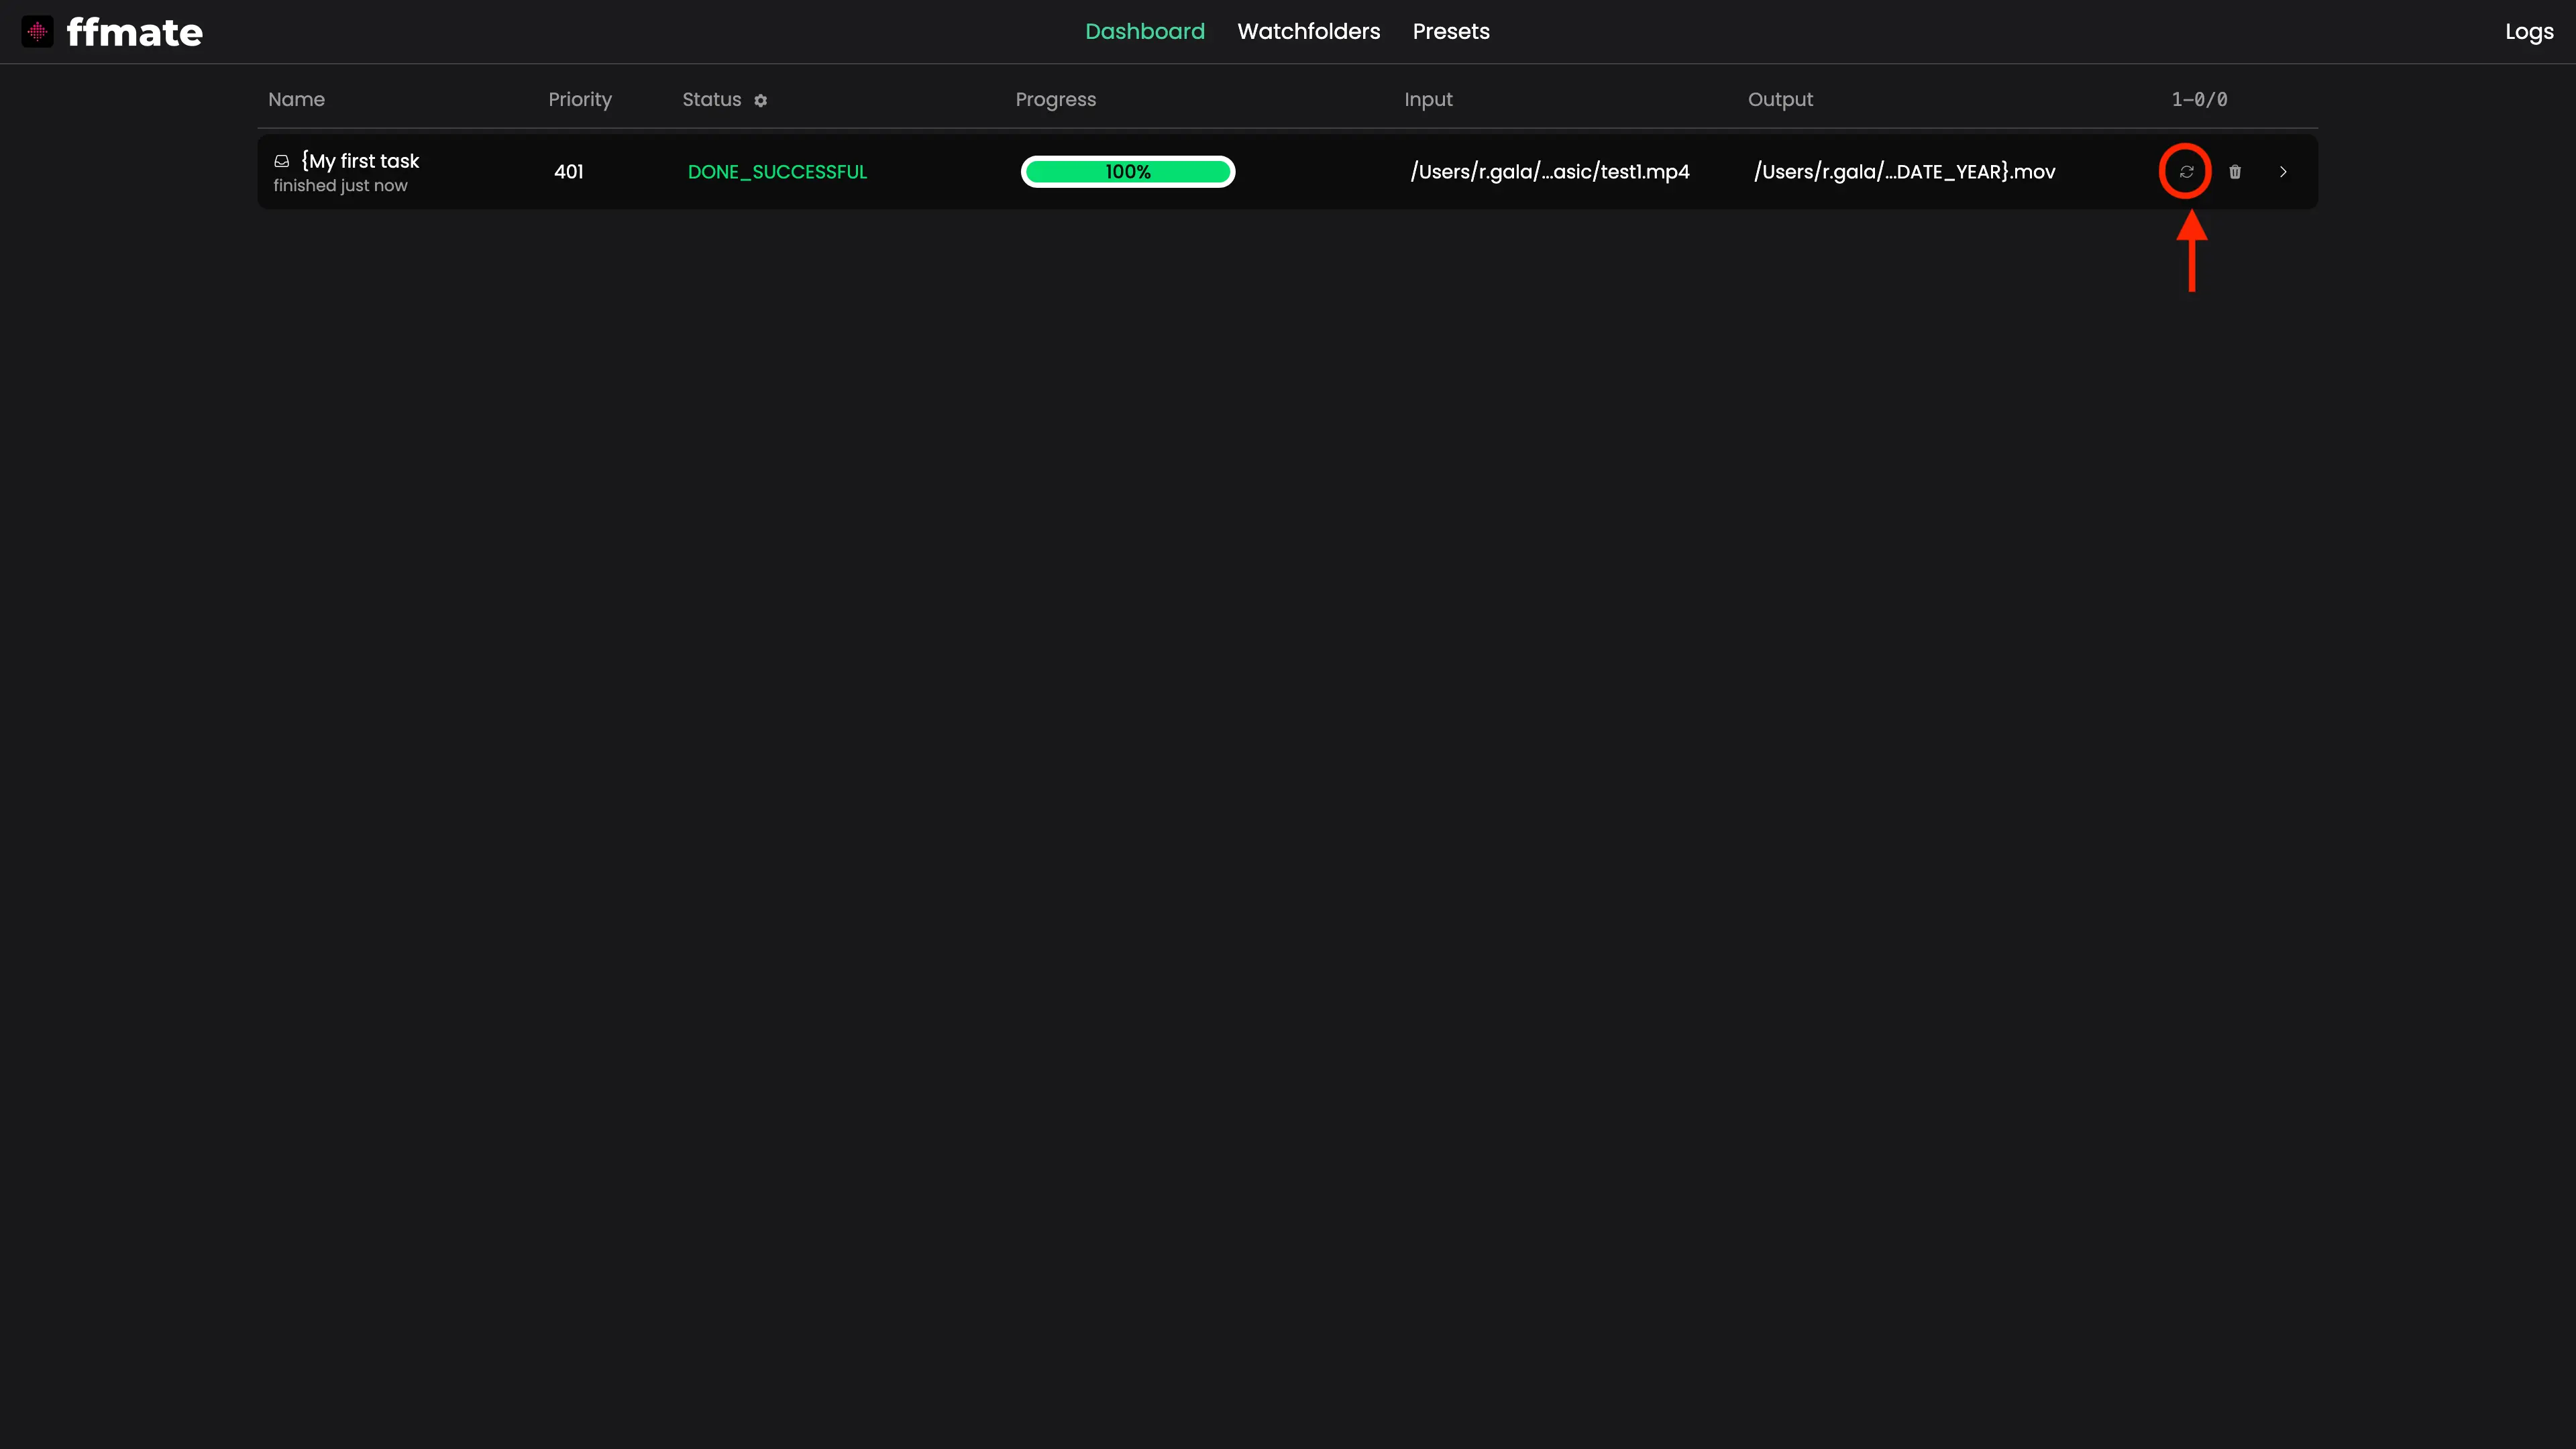 ffmate Dashboard Watchfolders Presets Logs
Name Priority Status Progress Input Output 1–0/0
{My first task 401 DONE_SUCCESSFUL 100% /Users/r.gala/...asic/test1.mp4 /Users/r.gala/...DATE_YEAR}.mov
finished just now